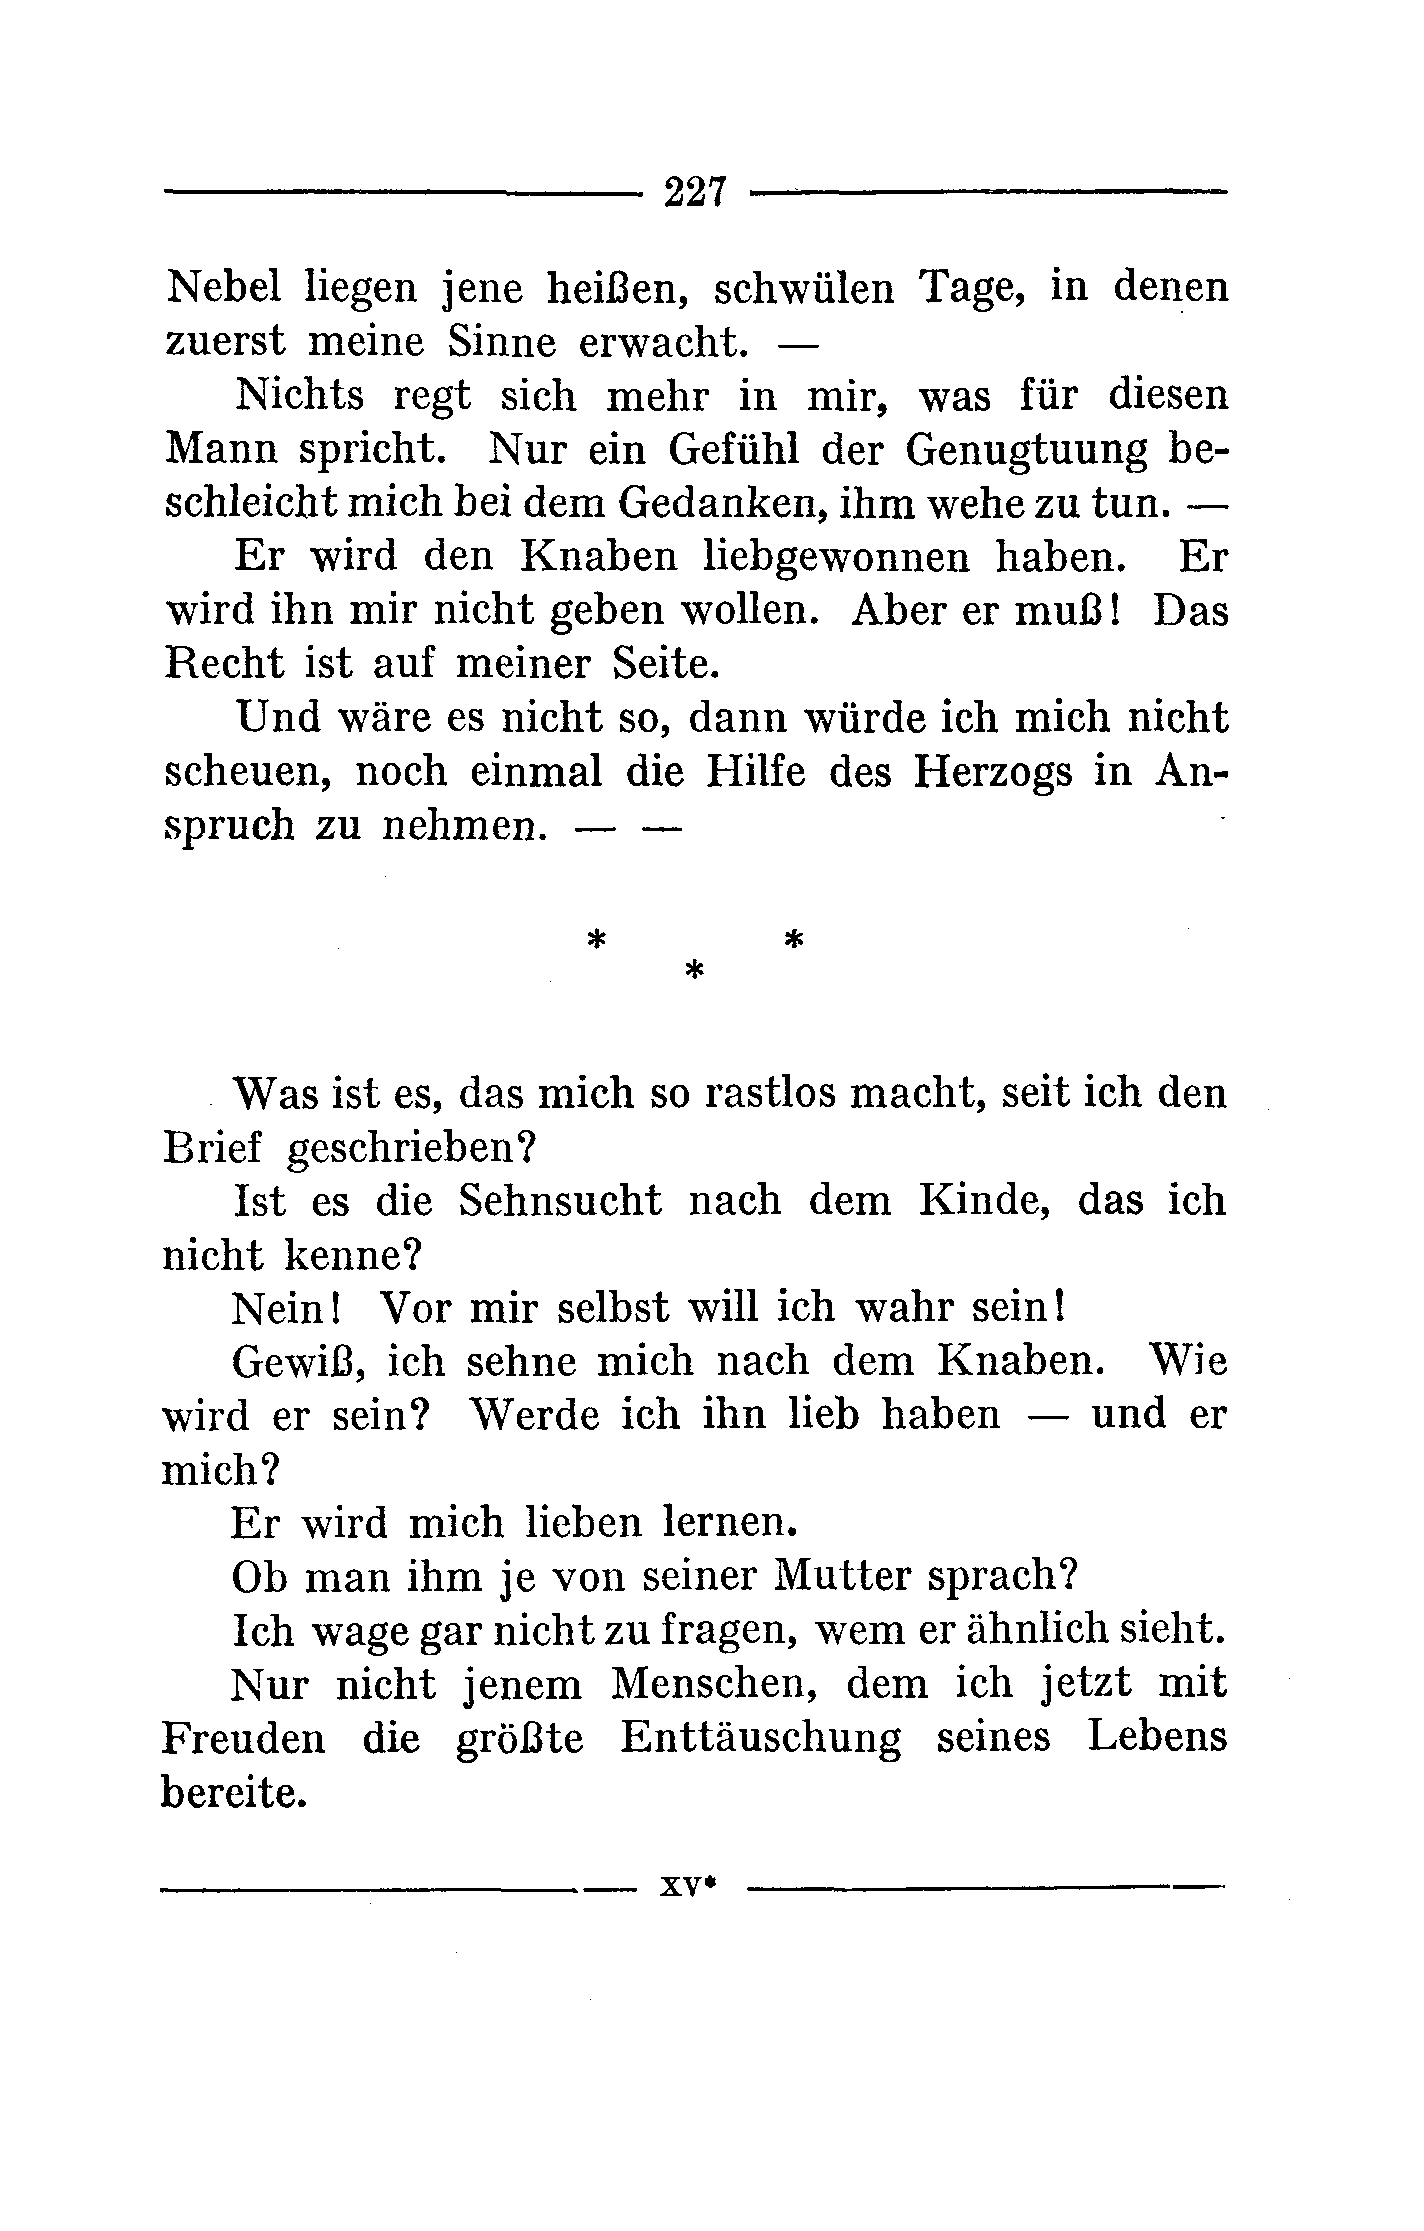 227
Nebel liegen jene heißen, schwülen Tage, in denen
zuerst meine Sinne erwacht. —
Nichts regt sich mehr in mir, was für diesen
Mann spricht. Nur ein Gefühl der Genugtuung be-
schleicht mich bei dem Gedanken, ihm wehe zu tun. —
Er wird den Knaben liebgewonnen haben. Er
wird ihn mir nicht geben wollen. Aber er muß! Das
Recht ist auf meiner Seite.
Und wäre es nicht so, dann würde ich mich nicht
scheuen, noch einmal die Hilfe des Herzogs in An-
spruch zu nehmen. — —
* *
*
Was ist es, das mich so rastlos macht, seit ich den
Brief geschrieben?
Ist es die Sehnsucht nach dem Kinde, das ich
nicht kenne?
Nein! Vor mir selbst will ich wahr sein!
Gewiß, ich sehne mich nach dem Knaben. Wie
wird er sein? Werde ich ihn lieb haben — und er
mich?
Er wird mich lieben lernen.
Ob man ihm je von seiner Mutter sprach?
Ich wage gar nicht zu fragen, wem er ähnlich sieht.
Nur nicht jenem Menschen, dem ich jetzt mit
Freuden die größte Enttäuschung seines Lebens
bereite.
XV*